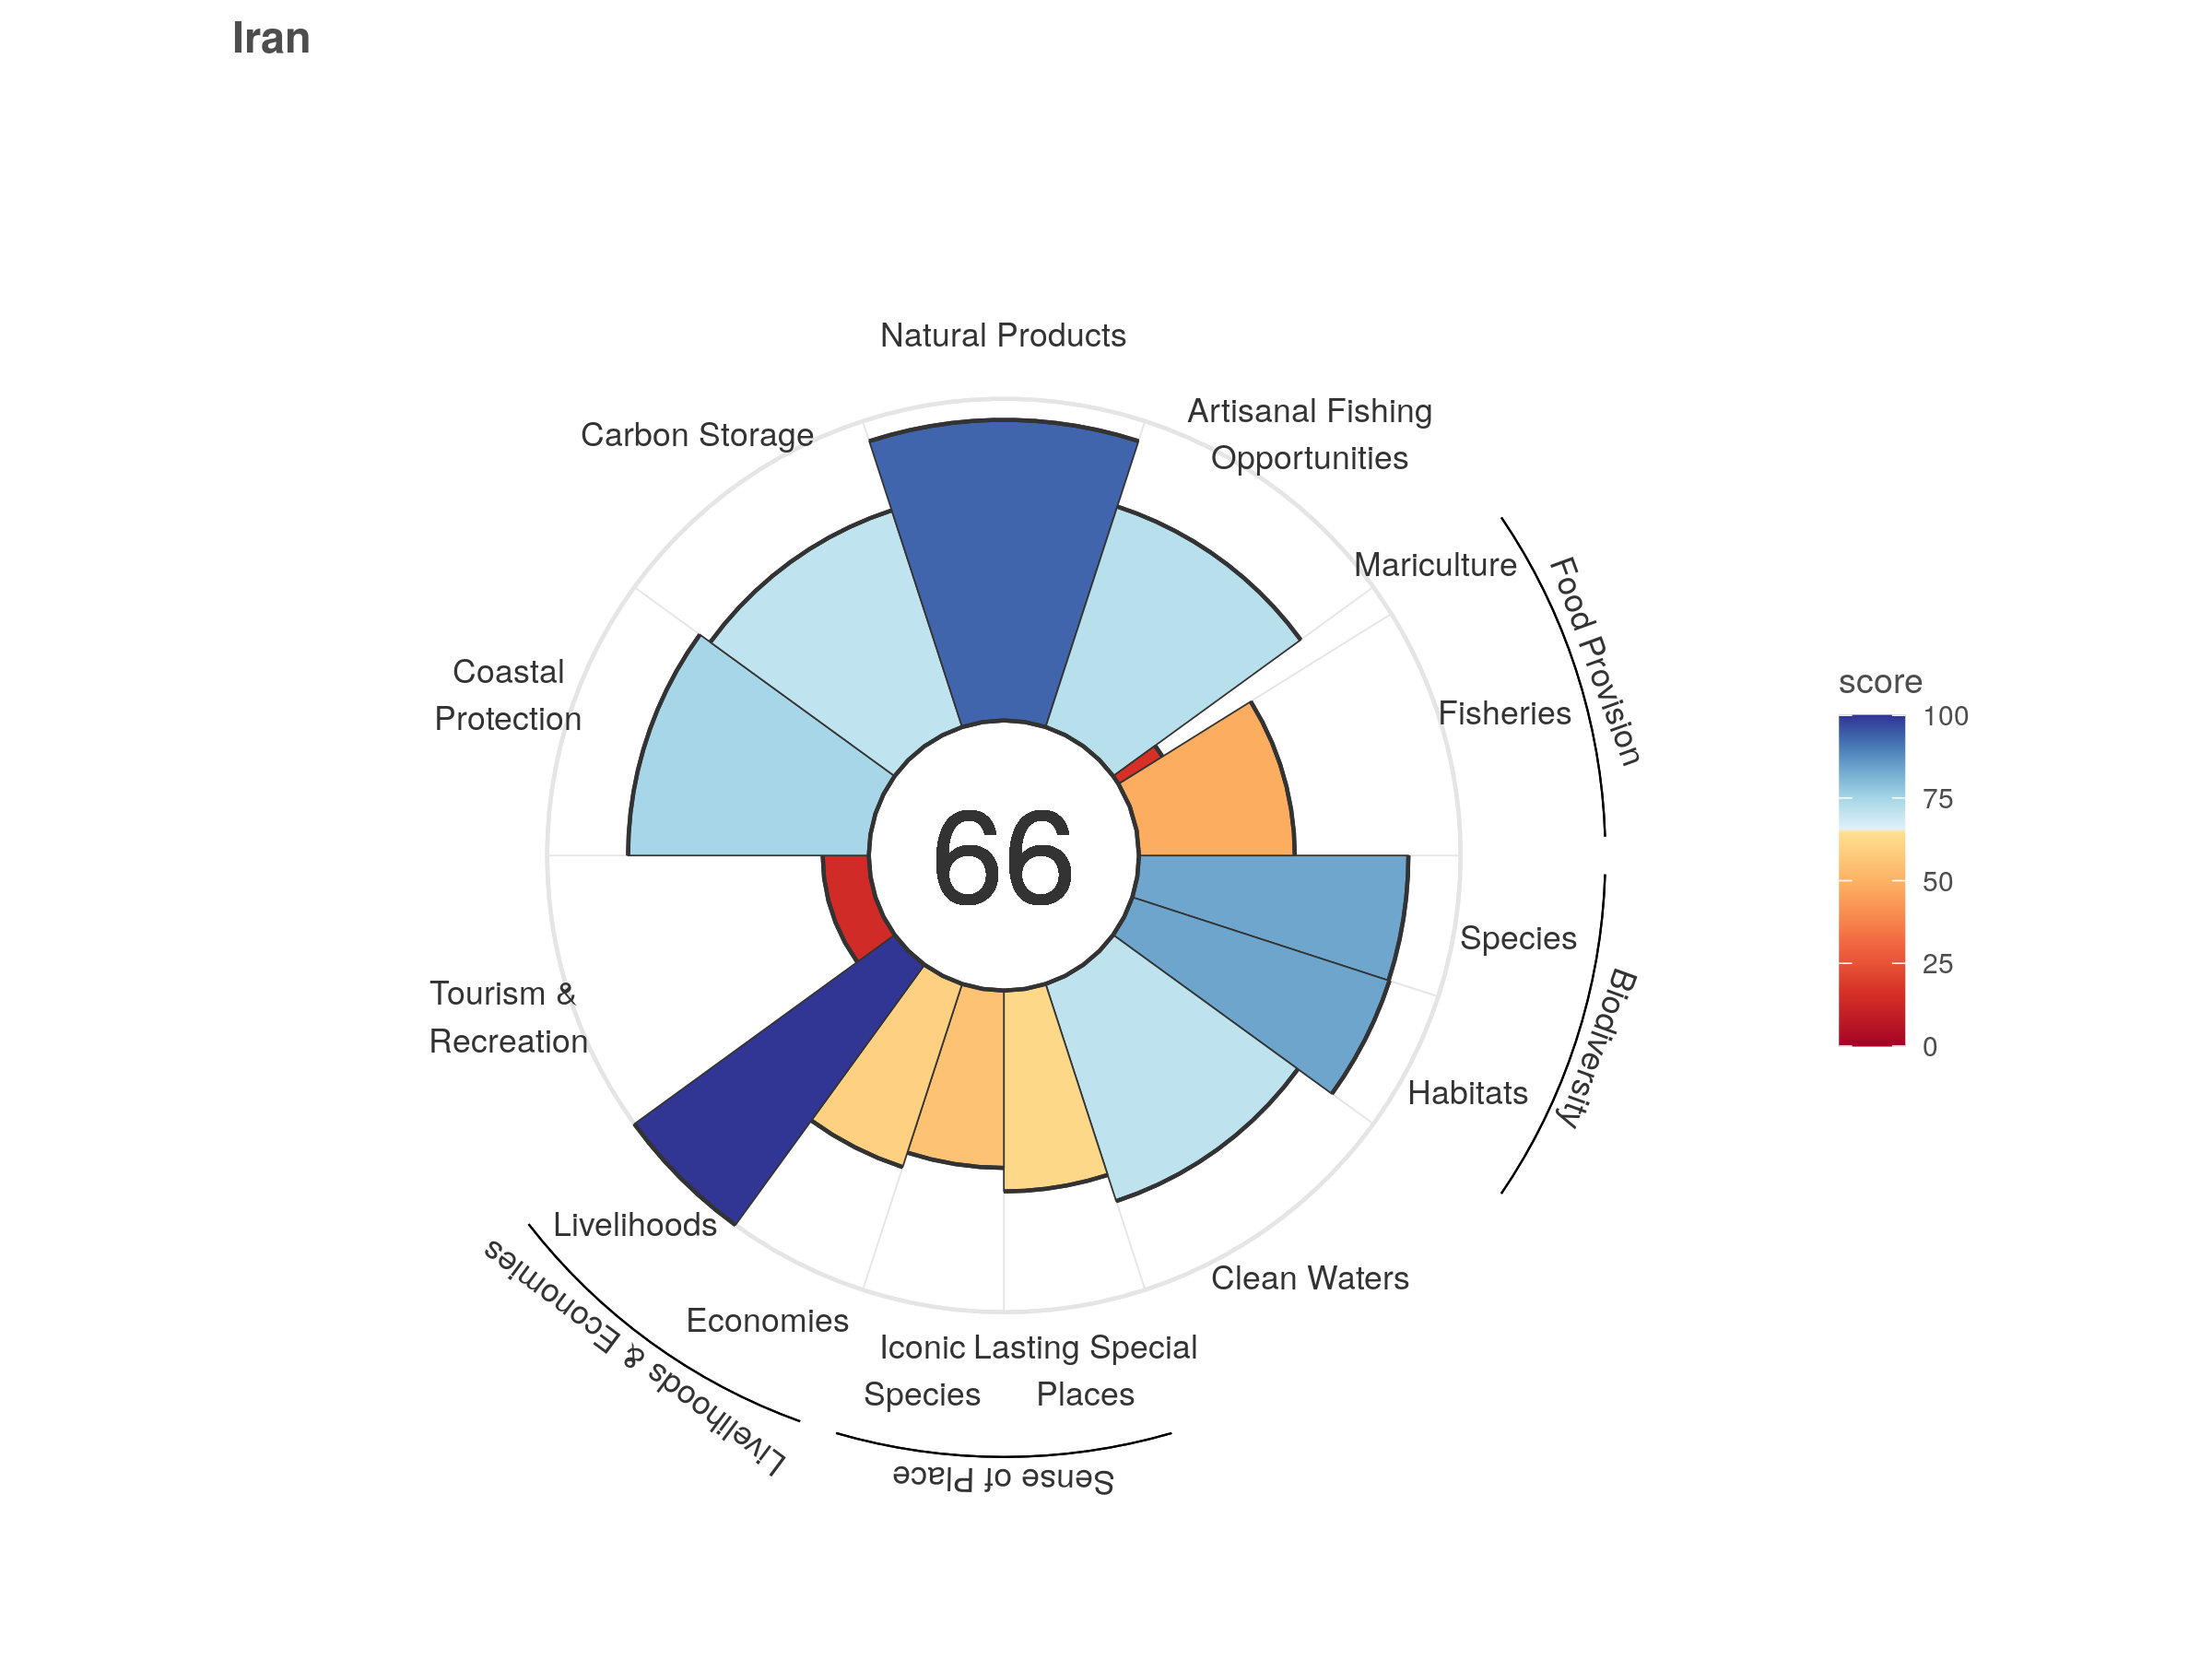 Iran
Natural Products
Artisanal Fishing
Opportunities
Carbon Storage
Mariculture
Food Provision
Coastal
Protection
Fisheries
score
100
75
50
25
0
66
Species
Biodiversity
Tourism &
Recreation
Habitats
Livelihoods
Clean Waters
Economies
Livelihoods & Economies
Iconic
Species
Lasting Special
Places
Sense of Place